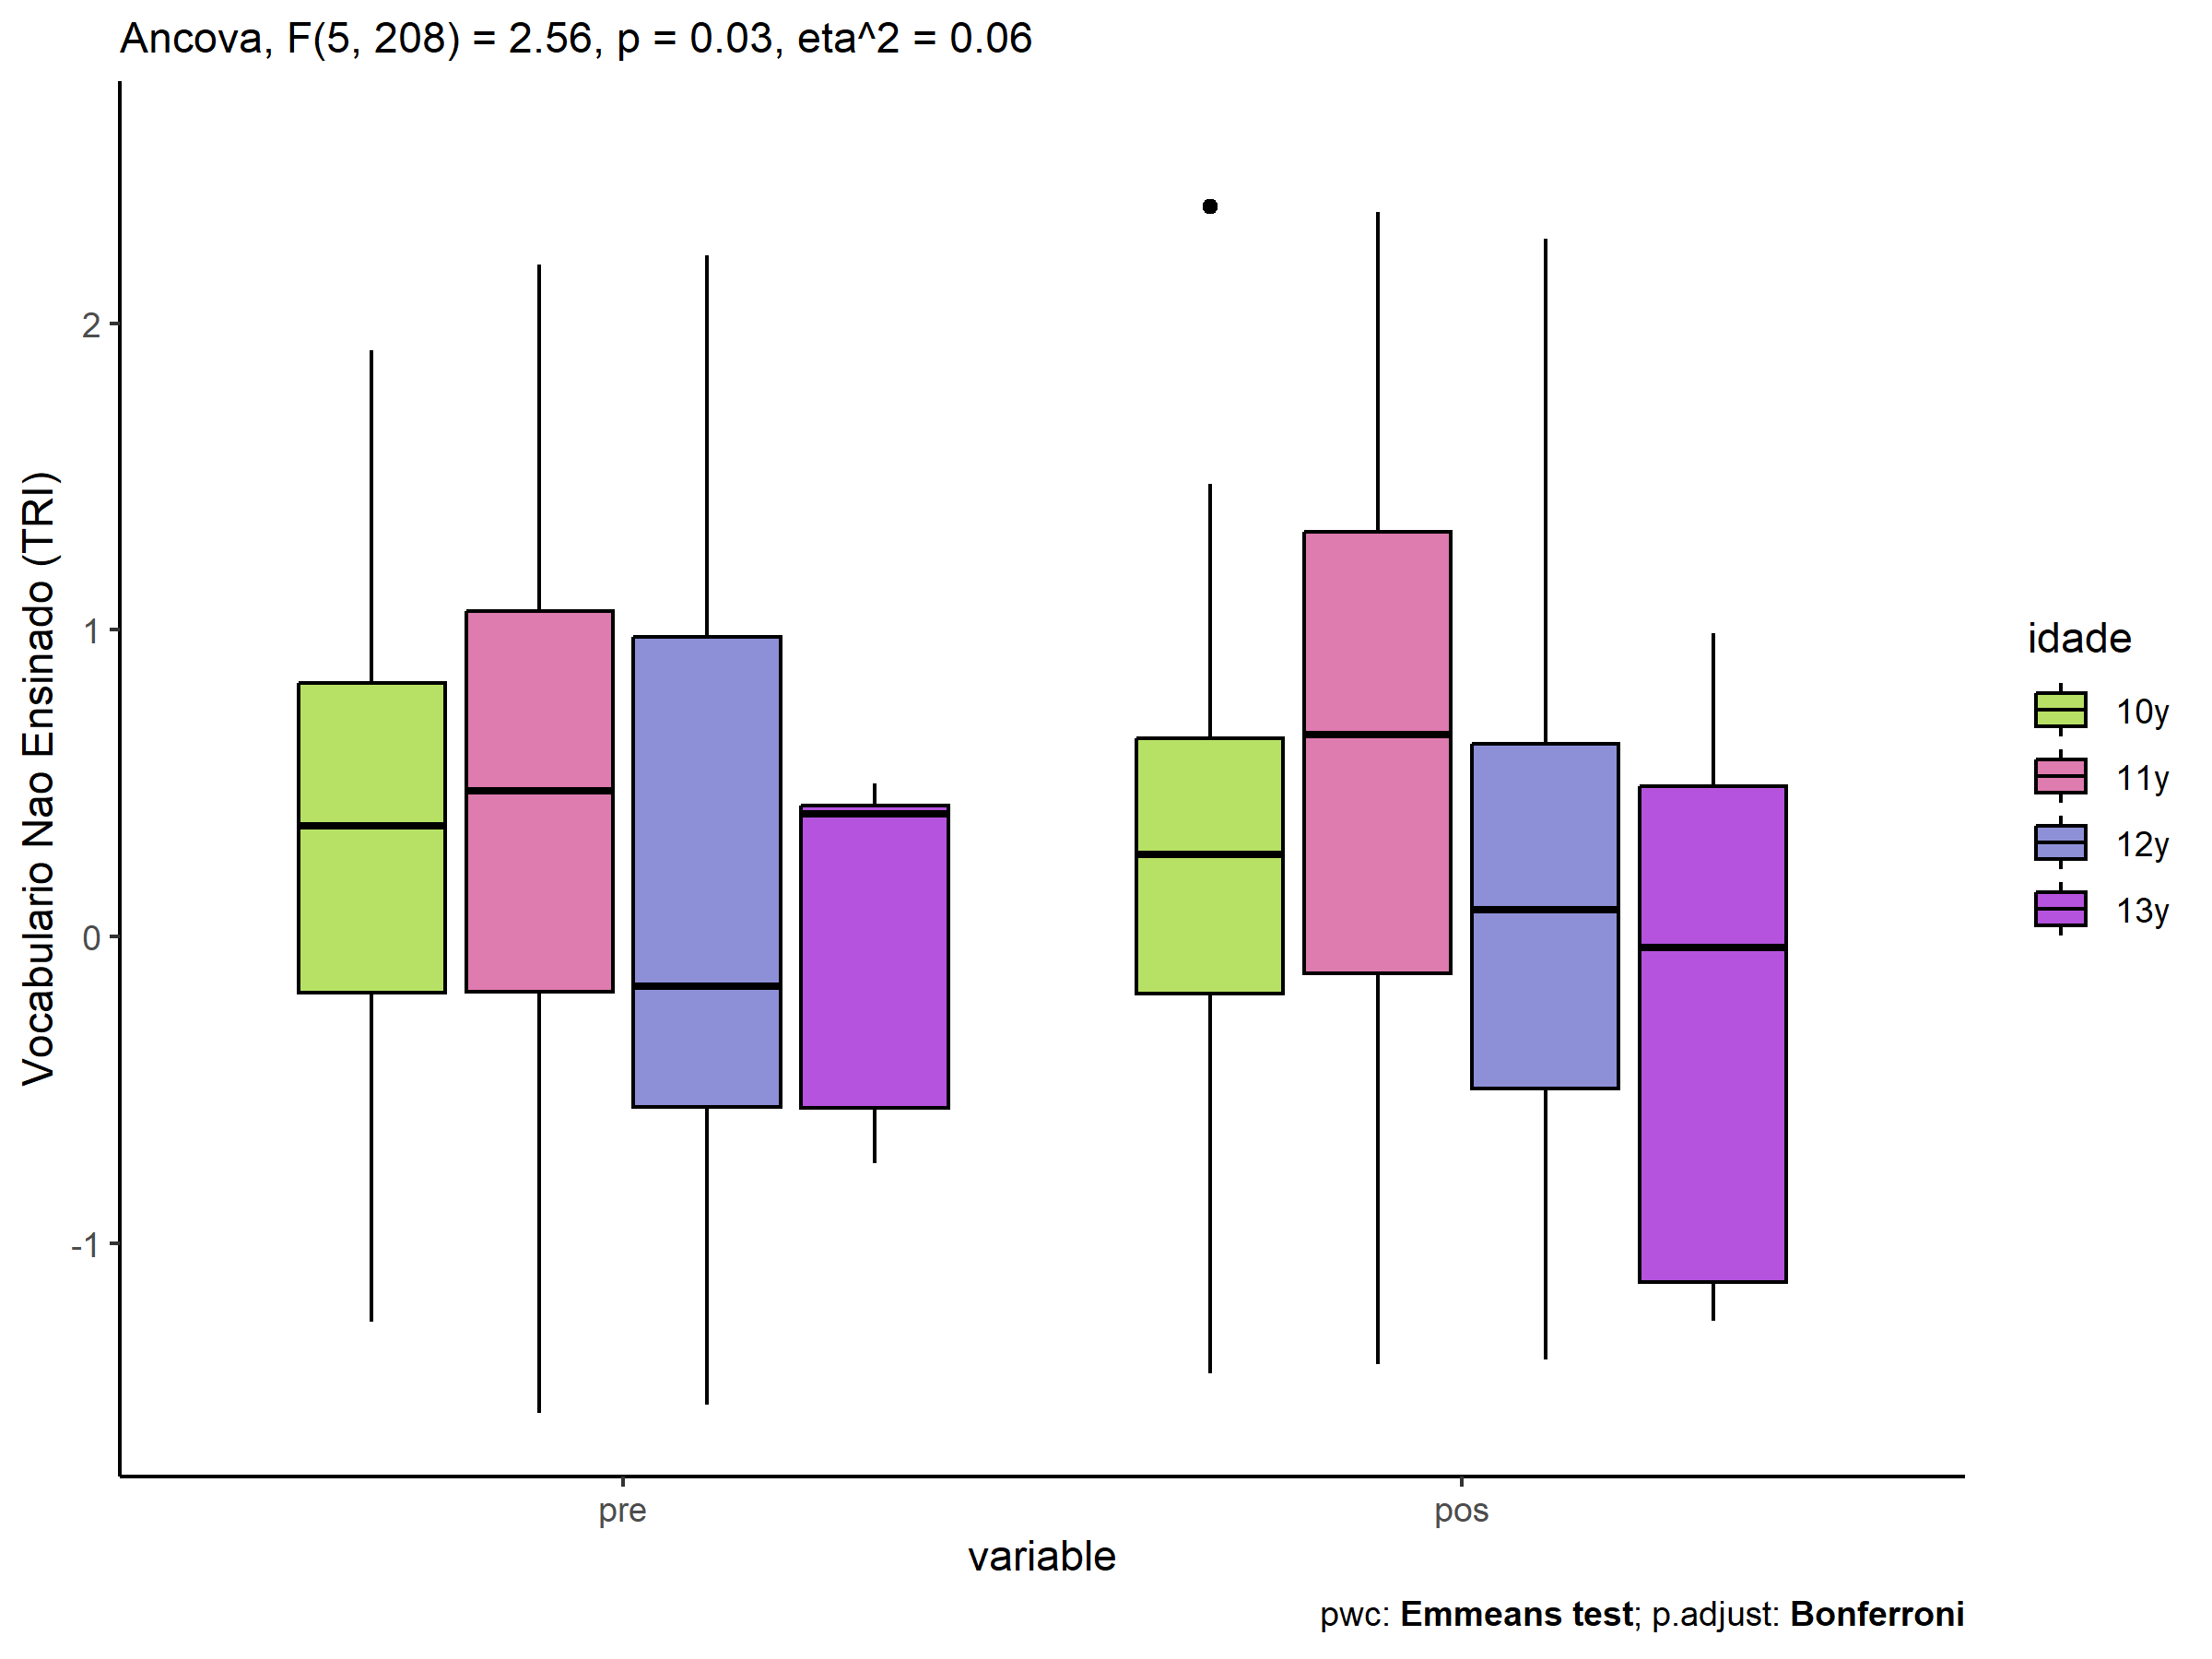 Ancova, F(5, 208) = 2.56, p = 0.03, eta^2 = 0.06
Vocabulario Nao Ensinado (TRI)
2
1
0
-1
pre
pos
variable
idade
10y
11y
12y
13y
pwc: Emmeans test; p.adjust: Bonferroni